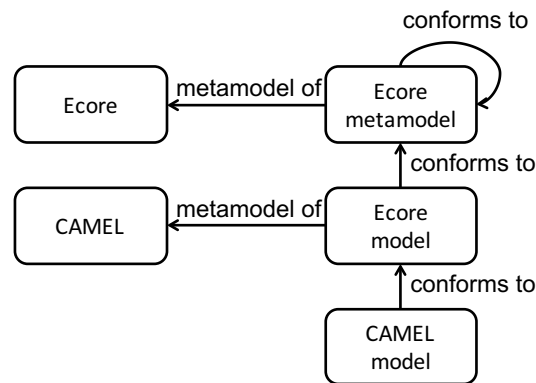 conforms to
Ecore
metamodel of
Ecore
metamodel
conforms to
CAMEL
metamodel of
Ecore
model
conforms to
CAMEL
model